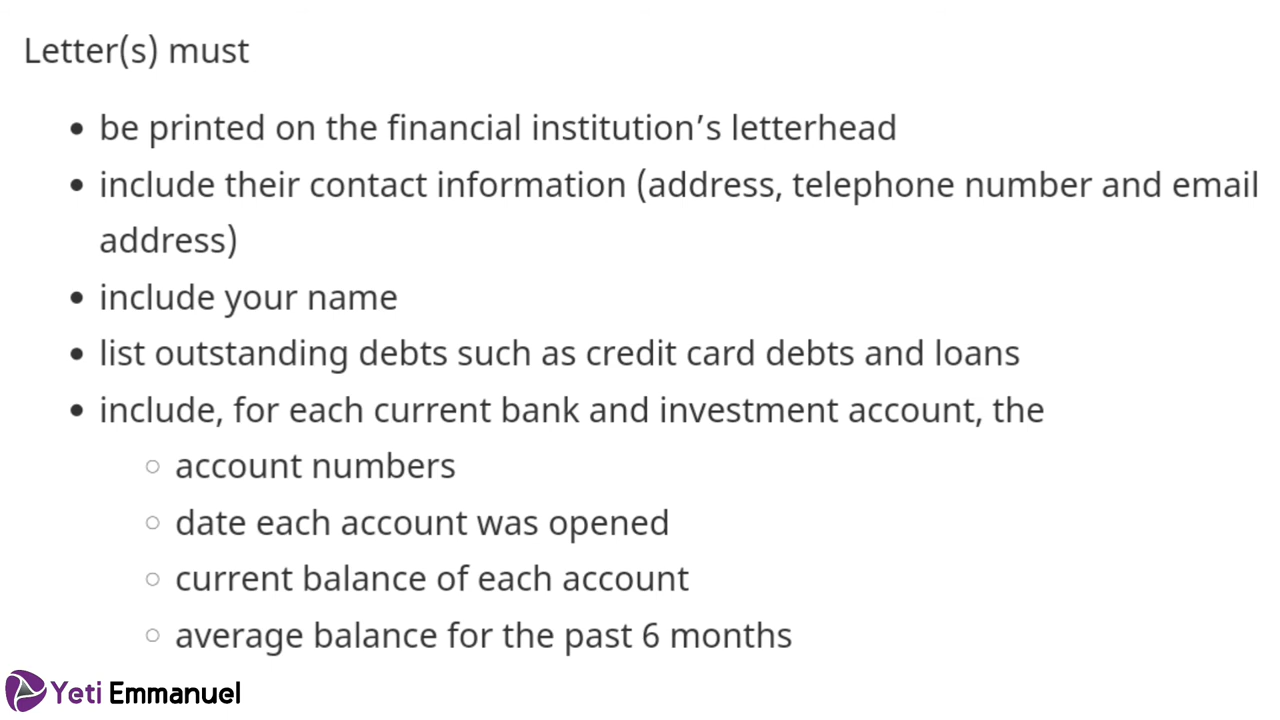 Letter(s) must
• be printed on the financial institution’s letterhead
• include their contact information (address, telephone number and email
address)
• include your name
• list outstanding debts such as credit card debts and loans
• include, for each current bank and investment account, the
○ account numbers
○ date each account was opened
○ current balance of each account
○ average balance for the past 6 months
Yeti Emmanuel